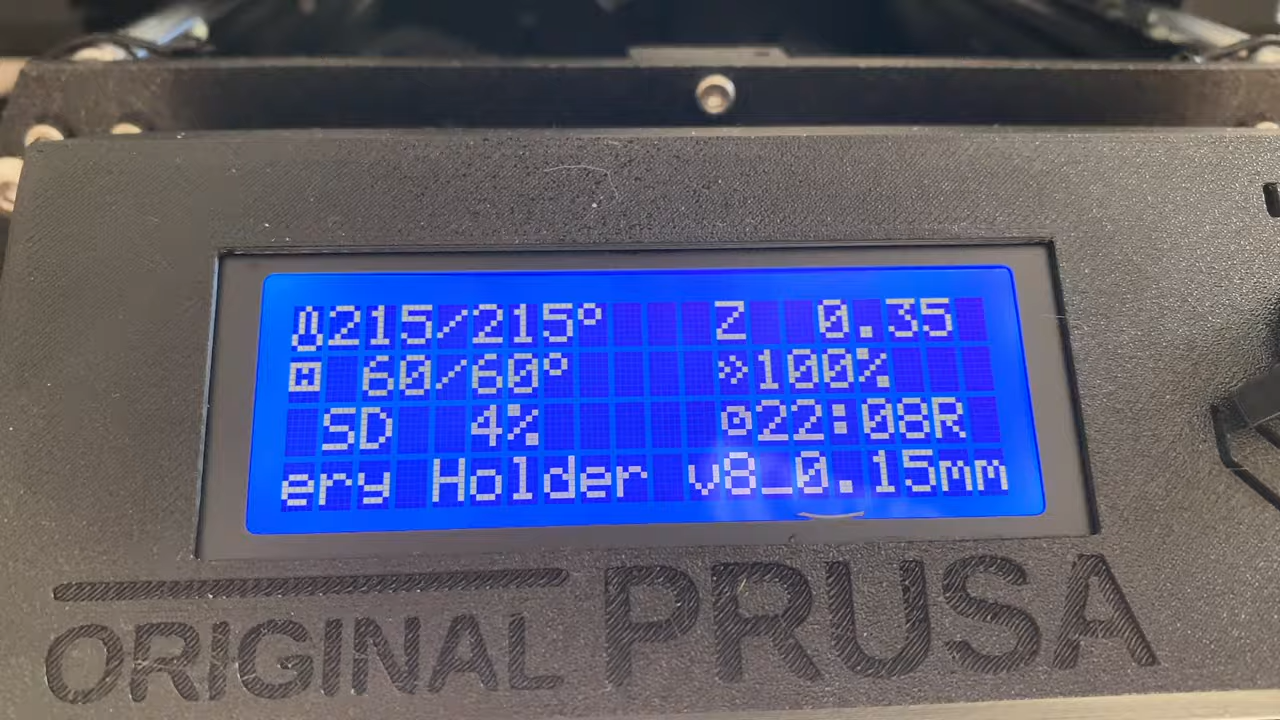 215/215° Z 0.35
60/60° 100%
SD 4% 22:08R
ery Holder v8_0.15mm
ORIGINAL PRUSA